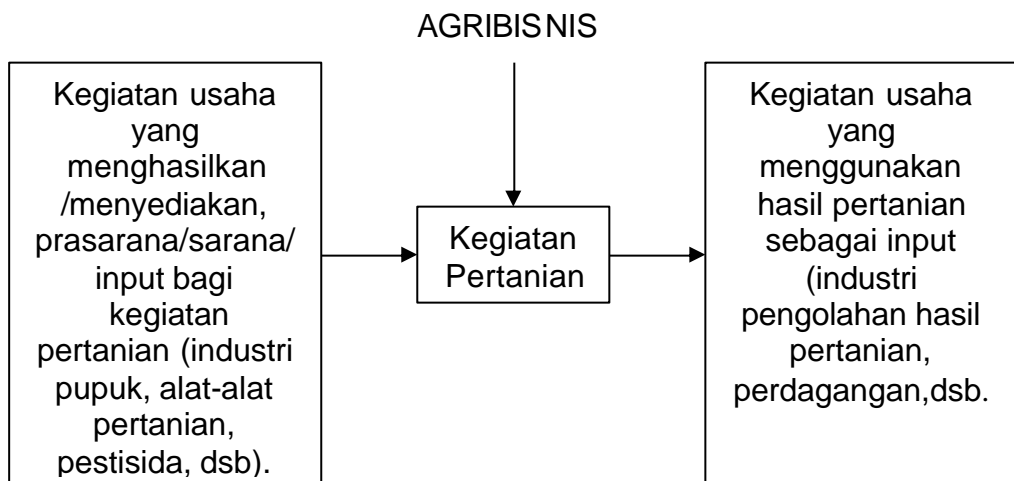 AGRIBISNIS
Kegiatan usaha
yang
menghasilkan
/menyediakan,
prasarana/sarana/
input bagi
kegiatan
pertanian (industri
pupuk, alat-alat
pertanian,
pestisida, dsb).
Kegiatan
Pertanian
Kegiatan usaha
yang
menggunakan
hasil pertanian
sebagai input
(industri
pengolahan hasil
pertanian,
perdagangan,dsb.